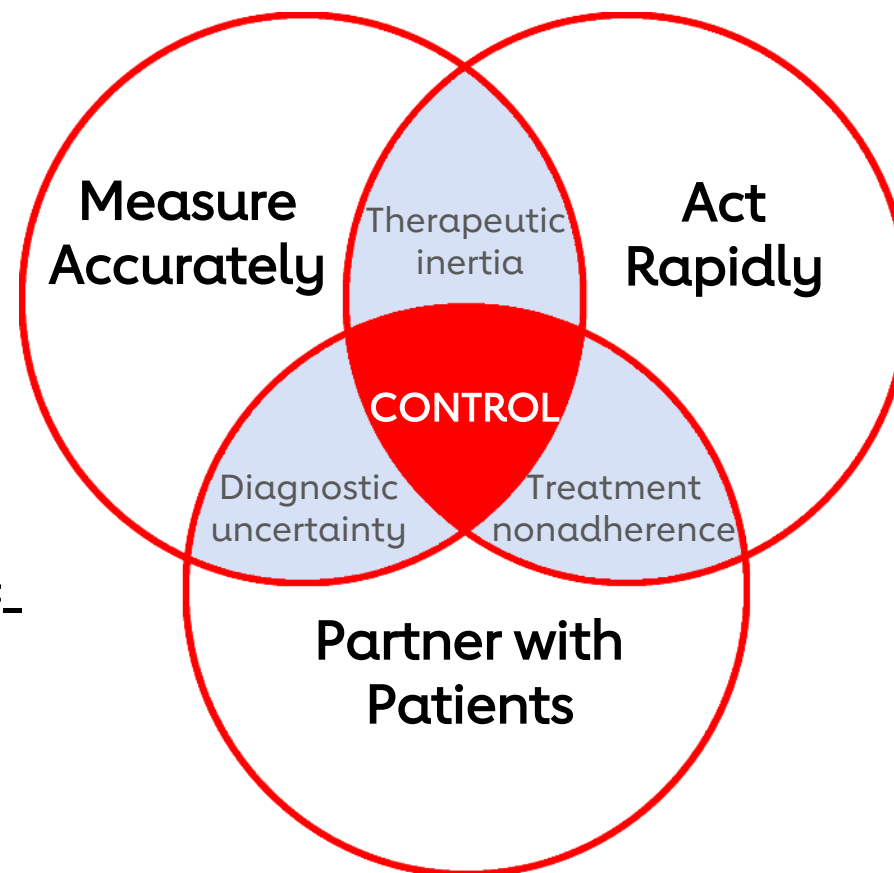 Measure
Accurately
Act
Rapidly
Therapeutic
inertia
CONTROL
Diagnostic
uncertainty
Treatment
nonadherence
Partner with
Patients